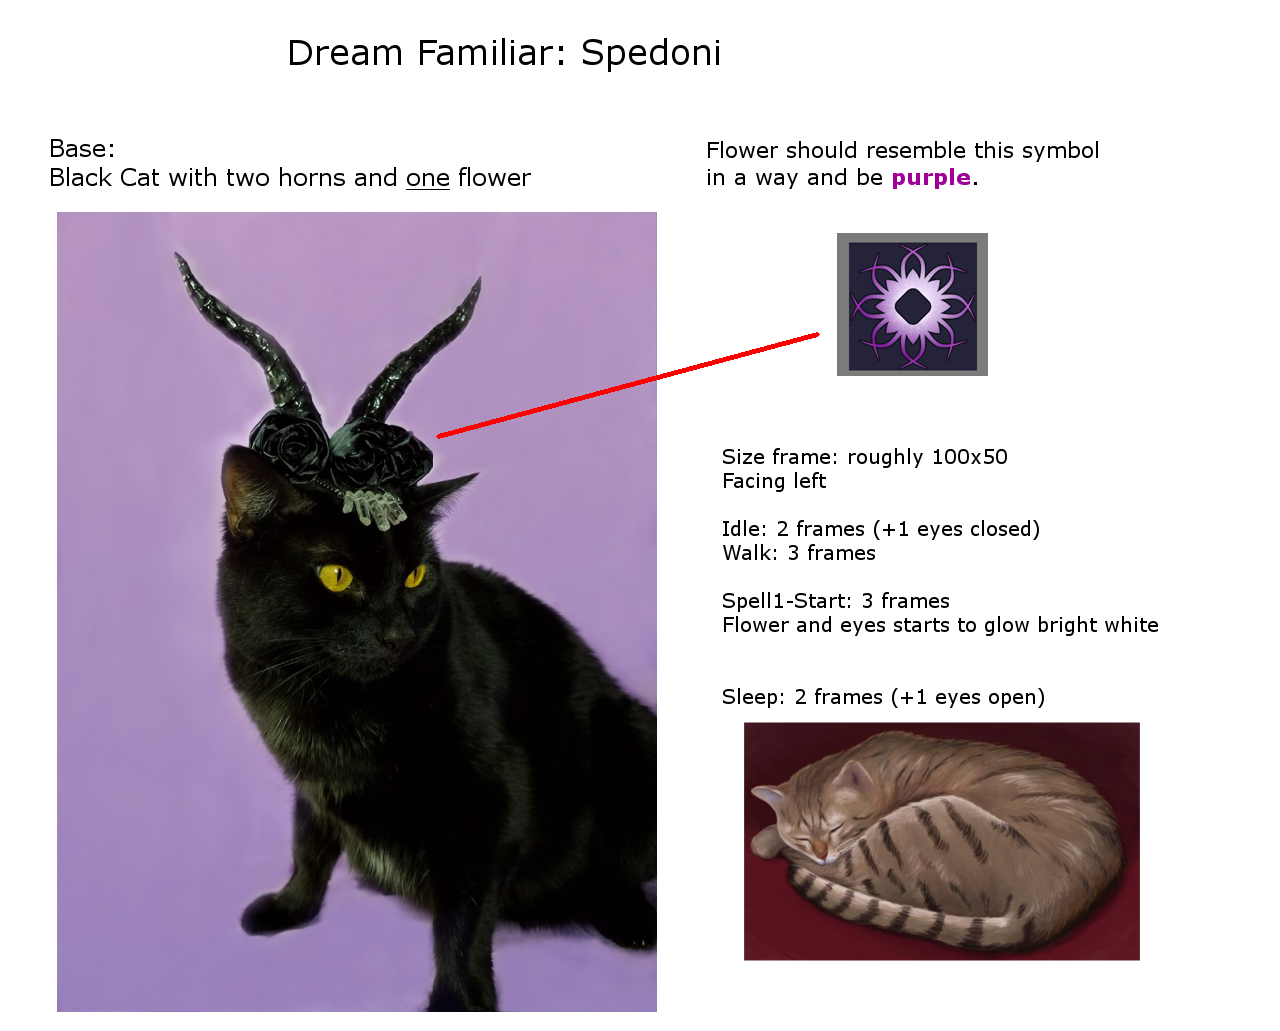 Dream Familiar: Spedoni
Base:
Black Cat with two horns and one flower
Flower should resemble this symbol
in a way and be purple.
Size frame: roughly 100x50
Facing left
Idle: 2 frames (+1 eyes closed)
Walk: 3 frames
Spell1-Start: 3 frames
Flower and eyes starts to glow bright white
Sleep: 2 frames (+1 eyes open)